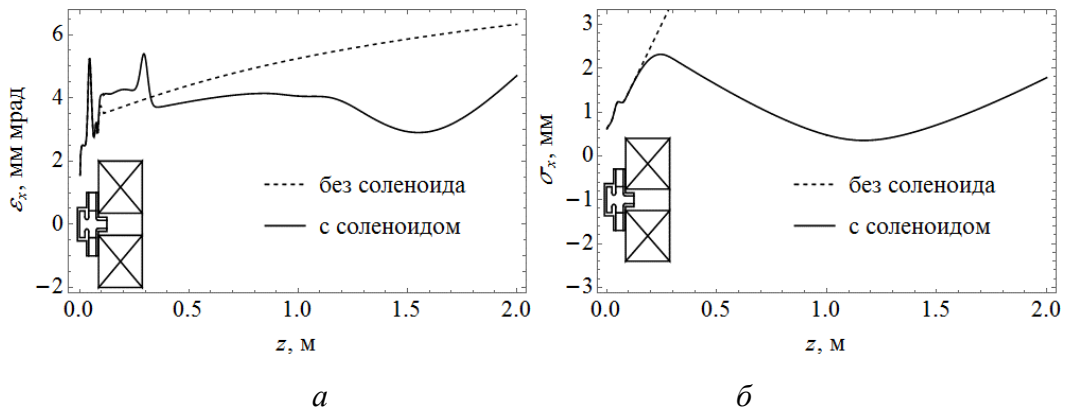 6
4
2
0
−2
εx, мм мрад
без соленоида
с соленоидом
0.0 0.5 1.0 1.5 2.0
z, м
а
3
2
1
0
−1
−2
−3
σx, мм
без соленоида
с соленоидом
0.0 0.5 1.0 1.5 2.0
z, м
б